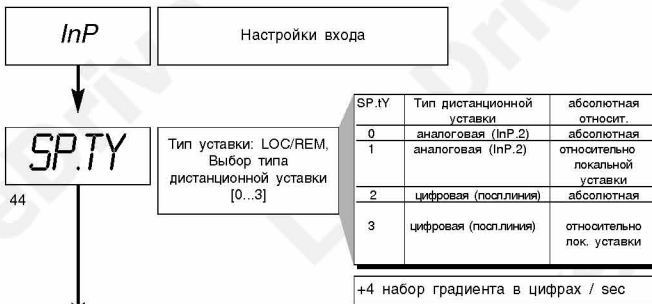 InP
Настройки входа
SP.TY
44
Тип уставки: LOC/REM,
Выбор типа
дистанционной уставки
[0...3]
SP.tY Тип дистанционной уставки абсолютная относит.
0 аналоговая (InP.2) абсолютная
1 аналоговая (InP.2) относительно локальной уставки
2 цифровая (посл.линия) абсолютная
3 цифровая (посл.линия) относительно лок. уставки
+4 набор градиента в цифрах / sec